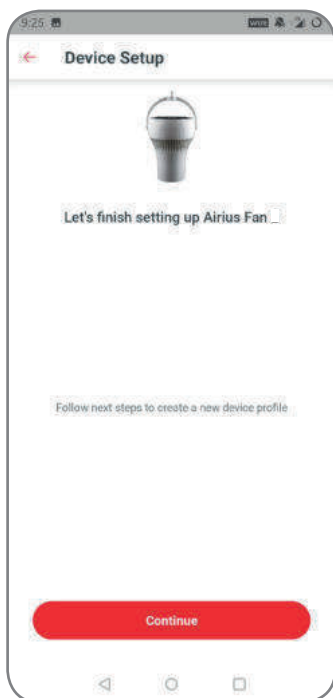 9:25
Device Setup
Let's finish setting up Airius Fan _
Follow next steps to create a new device profile
Continue